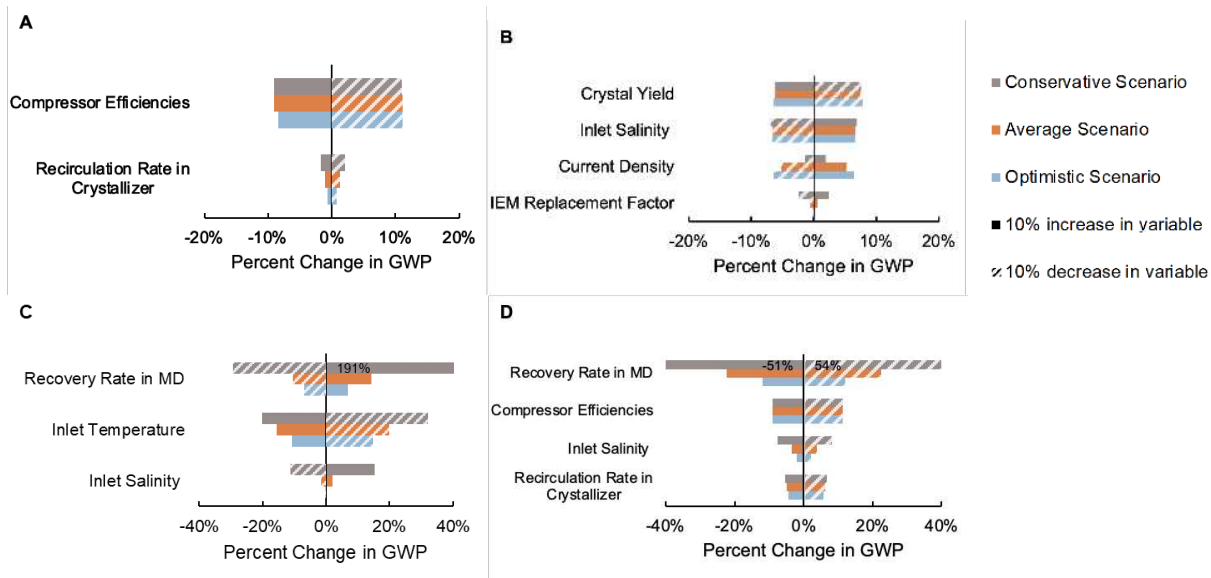 A
Compressor Efficiencies
Recirculation Rate in
Crystallizer
-20%
-10%
0%
10%
20%
Percent Change in GWP
B
Crystal Yield
Inlet Salinity
Current Density
IEM Replacement Factor
-20%
-10%
0%
10%
20%
Percent Change in GWP
Conservative Scenario
Average Scenario
Optimistic Scenario
10% increase in variable
10% decrease in variable
C
191%
Recovery Rate in MD
Inlet Temperature
Inlet Salinity
-40%
-20%
0%
20%
40%
Percent Change in GWP
D
-51%
54%
Recovery Rate in MD
Compressor Efficiencies
Inlet Salinity
Recirculation Rate in
Crystallizer
-40%
-20%
0%
20%
40%
Percent Change in GWP